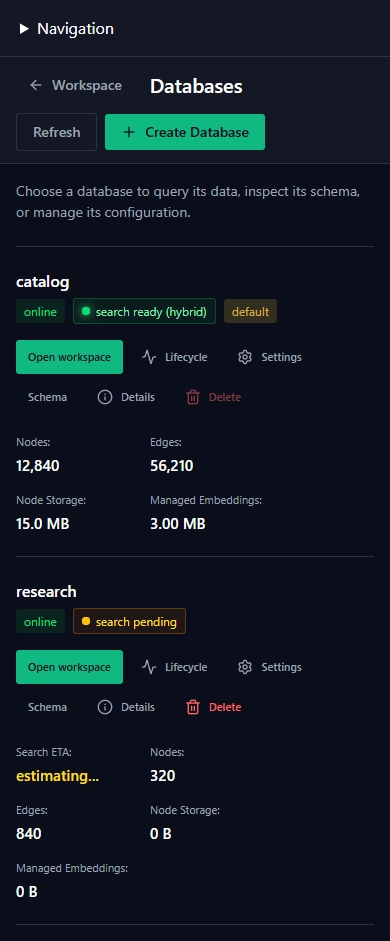 Navigation
Workspace Databases
Refresh Create Database
Choose a database to query its data, inspect its schema,
or manage its configuration.
catalog
online search ready (hybrid) default
Open workspace Lifecycle Settings
Schema Details Delete
Nodes: Edges:
12,840 56,210
Node Storage: Managed Embeddings:
15.0 MB 3.00 MB
research
online search pending
Open workspace Lifecycle Settings
Schema Details Delete
Search ETA: Nodes:
estimating... 320
Edges: Node Storage:
840 0 B
Managed Embeddings:
0 B